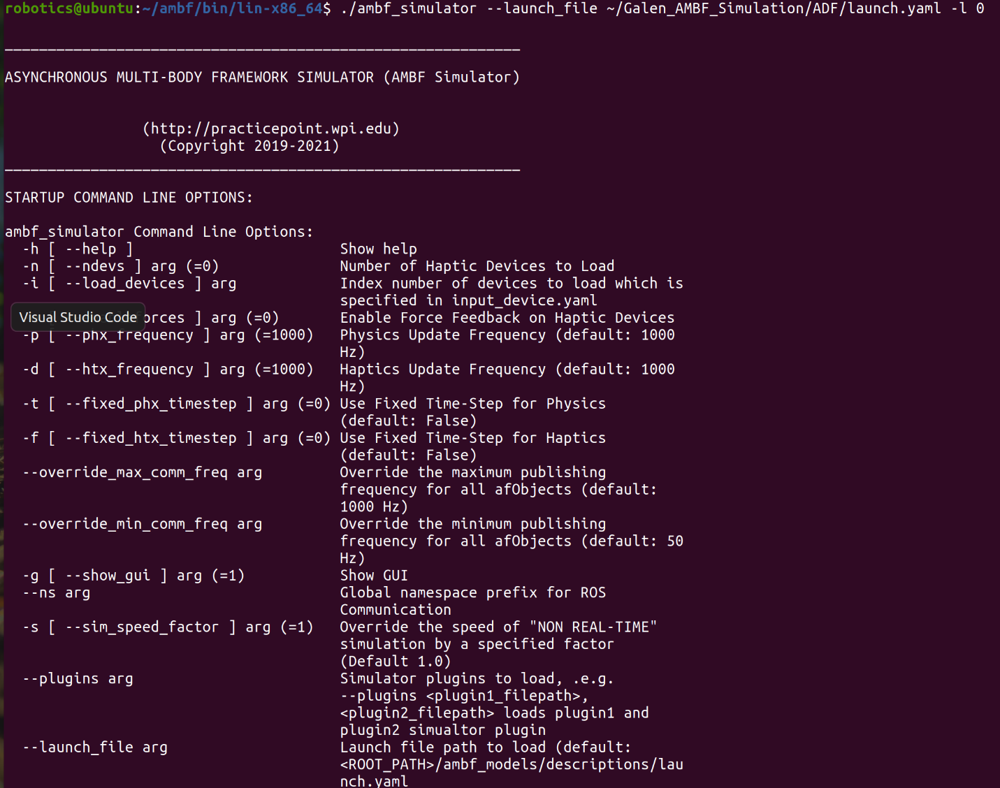 robotics@ubuntu:~/ambf/bin/lin-x86_64$ ./ambf_simulator --launch_file ~/Galen_AMBF_Simulation/ADF/launch.yaml -l 0
____________________________________________________________
ASYNCHRONOUS MULTI-BODY FRAMEWORK SIMULATOR (AMBF Simulator)
(http://practicepoint.wpi.edu)
(Copyright 2019-2021)
____________________________________________________________
STARTUP COMMAND LINE OPTIONS:
ambf_simulator Command Line Options:
-h [ --help ] Show help
-n [ --ndevs ] arg (=0) Number of Haptic Devices to Load
-i [ --load_devices ] arg Index number of devices to load which is
specified in input_device.yaml
Visual Studio Code
orces ] arg (=0) Enable Force Feedback on Haptic Devices
-p [ --phx_frequency ] arg (=1000) Physics Update Frequency (default: 1000
Hz)
-d [ --htx_frequency ] arg (=1000) Haptics Update Frequency (default: 1000
Hz)
-t [ --fixed_phx_timestep ] arg (=0) Use Fixed Time-Step for Physics
(default: False)
-f [ --fixed_htx_timestep ] arg (=0) Use Fixed Time-Step for Haptics
(default: False)
--override_max_comm_freq arg Override the maximum publishing
frequency for all afObjects (default:
1000 Hz)
--override_min_comm_freq arg Override the minimum publishing
frequency for all afObjects (default: 50
Hz)
-g [ --show_gui ] arg (=1) Show GUI
--ns arg Global namespace prefix for ROS
Communication
-s [ --sim_speed_factor ] arg (=1) Override the speed of "NON REAL-TIME"
simulation by a specified factor
(Default 1.0)
--plugins arg Simulator plugins to load, .e.g.
--plugins <plugin1_filepath>,
<plugin2_filepath> loads plugin1 and
plugin2 simualtor plugin
--launch_file arg Launch file path to load (default:
<ROOT_PATH>/ambf_models/descriptions/lau
nch.yaml